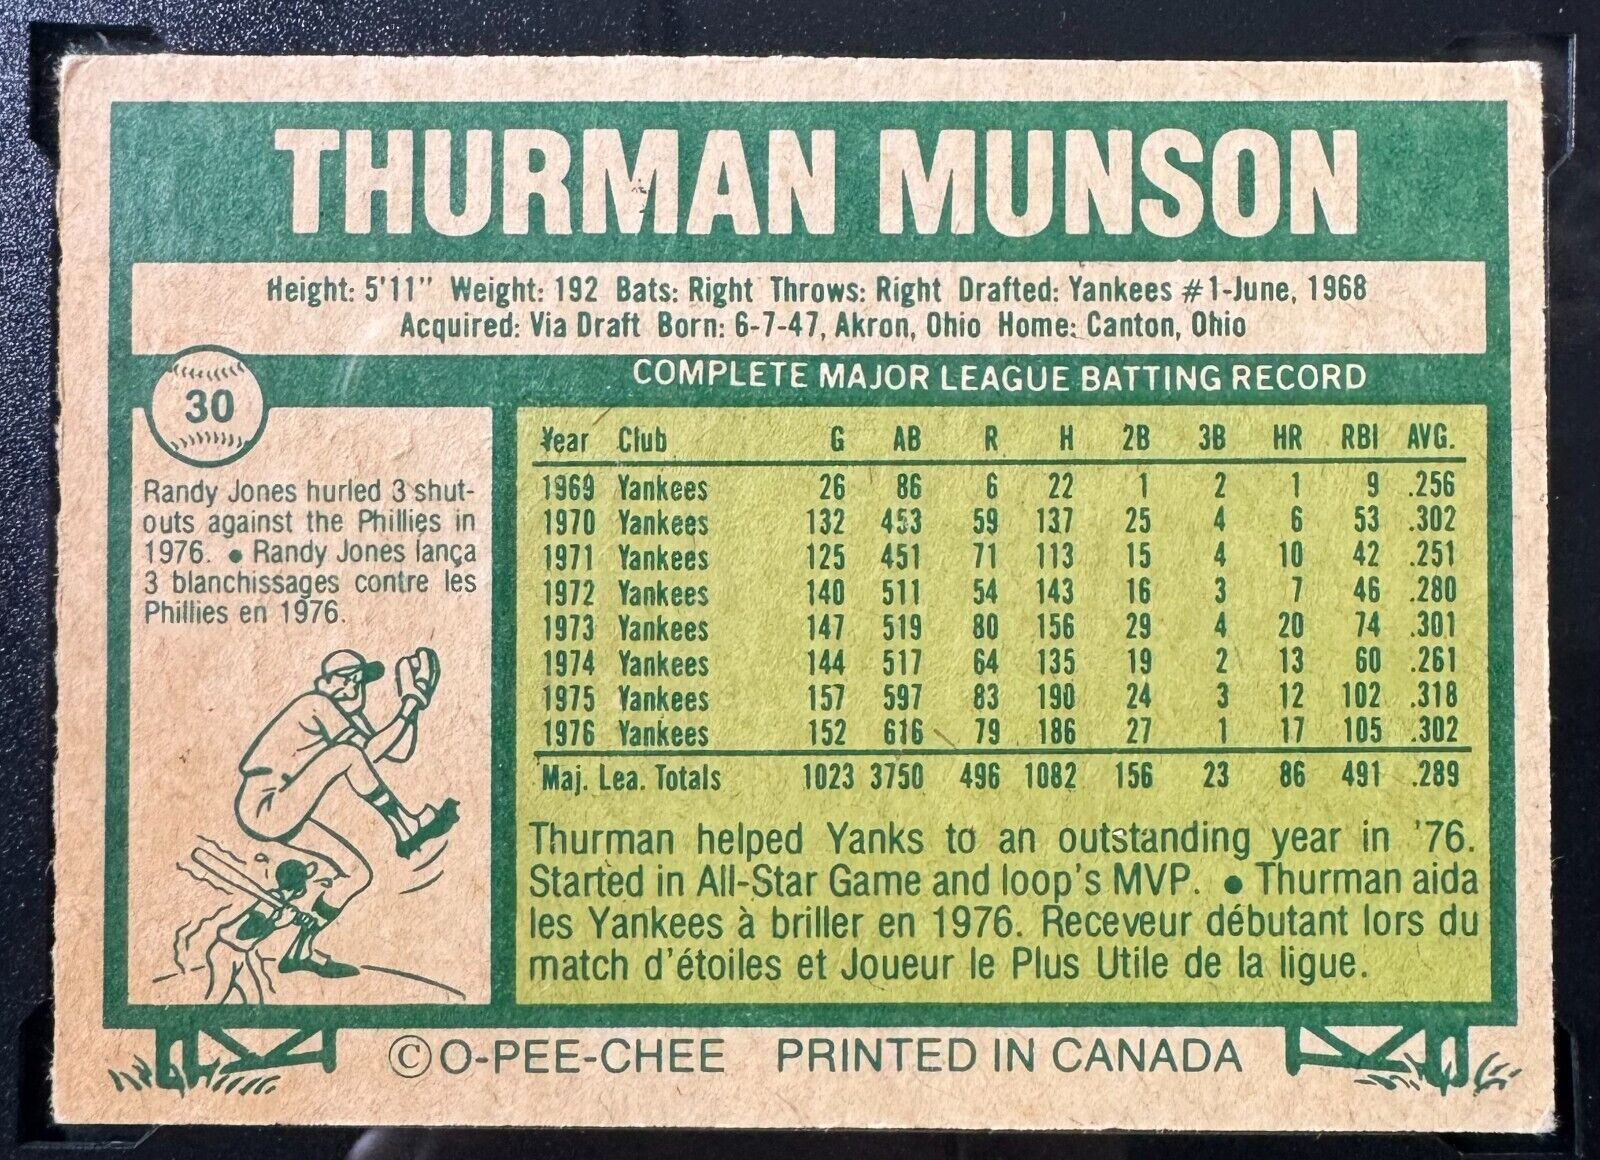 THURMAN MUNSON
Height: 5'11" Weight: 192 Bats: Right Throws: Right Drafted: Yankees #1-June, 1968
Acquired: Via Draft Born: 6-7-47, Akron, Ohio Home: Canton, Ohio
30
Randy Jones hurled 3 shut-
outs against the Phillies in
1976. ● Randy Jones lança
3 blanchissages contre les
Phillies en 1976.
COMPLETE MAJOR LEAGUE BATTING RECORD
Year Club G AB R H 2B 3B HR RBI AVG.
1969 Yankees 26 86 6 22 1 2 1 9 .256
1970 Yankees 132 453 59 137 25 4 6 53 .302
1971 Yankees 125 451 71 113 15 4 10 42 .251
1972 Yankees 140 511 54 143 16 3 7 46 .280
1973 Yankees 147 519 80 156 29 4 20 74 .301
1974 Yankees 144 517 64 135 19 2 13 60 .261
1975 Yankees 157 597 83 190 24 3 12 102 .318
1976 Yankees 152 616 79 186 27 1 17 105 .302
Maj. Lea. Totals 1023 3750 496 1082 156 23 86 491 .289
Thurman helped Yanks to an outstanding year in '76.
Started in All-Star Game and loop's MVP. ● Thurman aida
les Yankees à briller en 1976. Receveur débutant lors du
match d'étoiles et Joueur le Plus Utile de la ligue.
©O-PEE-CHEE PRINTED IN CANADA